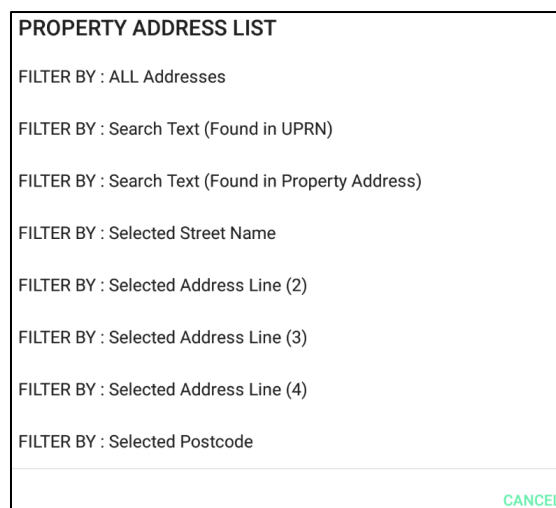 PROPERTY ADDRESS LIST
FILTER BY : ALL Addresses
FILTER BY : Search Text (Found in UPRN)
FILTER BY : Search Text (Found in Property Address)
FILTER BY : Selected Street Name
FILTER BY : Selected Address Line (2)
FILTER BY : Selected Address Line (3)
FILTER BY : Selected Address Line (4)
FILTER BY : Selected Postcode
CANCEL